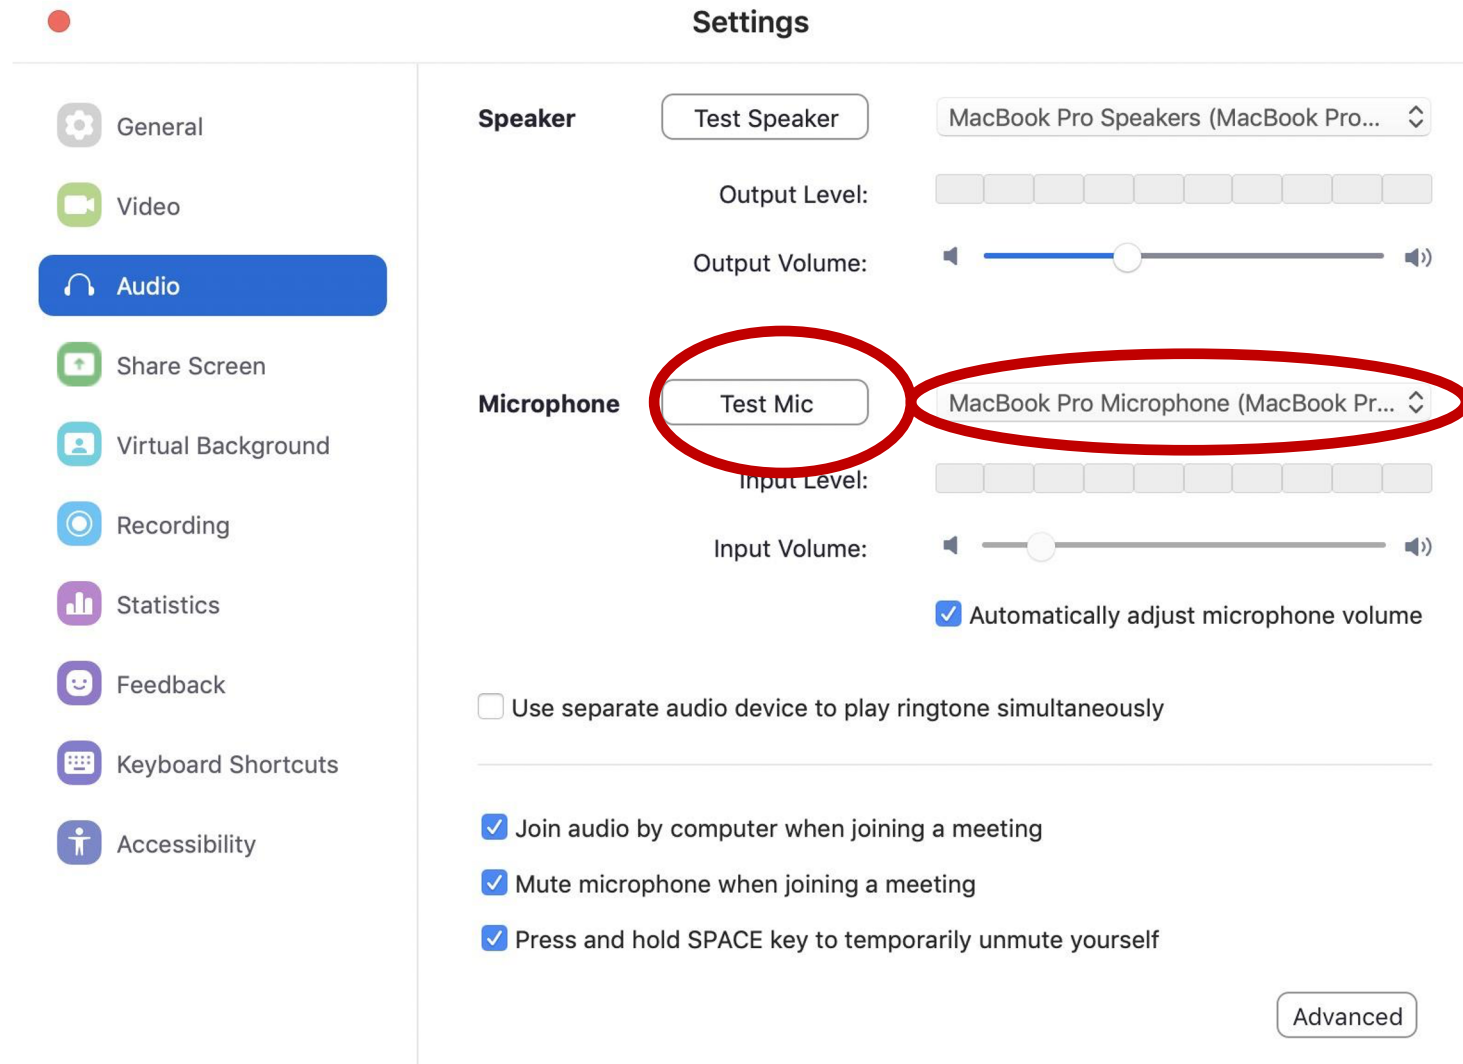 Settings
General
Video
Audio
Share Screen
Virtual Background
Recording
Statistics
Feedback
Keyboard Shortcuts
Accessibility
Speaker
Test Speaker
MacBook Pro Speakers (MacBook Pro...
Output Level:
Output Volume:
Microphone
Test Mic
MacBook Pro Microphone (MacBook Pr...
Input Level:
Input Volume:
Automatically adjust microphone volume
Use separate audio device to play ringtone simultaneously
Join audio by computer when joining a meeting
Mute microphone when joining a meeting
Press and hold SPACE key to temporarily unmute yourself
Advanced